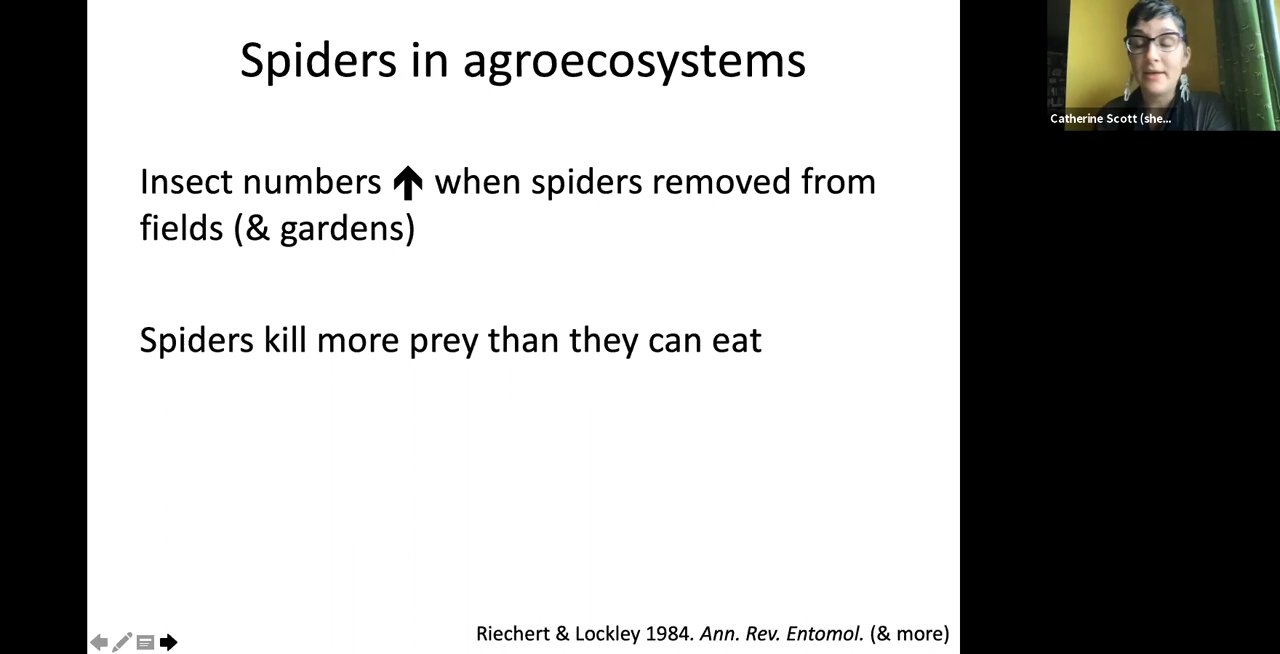 Spiders in agroecosystems
Catherine Scott (she...
Insect numbers ↑ when spiders removed from
fields (& gardens)
Spiders kill more prey than they can eat
Riechert & Lockley 1984. Ann. Rev. Entomol. (& more)